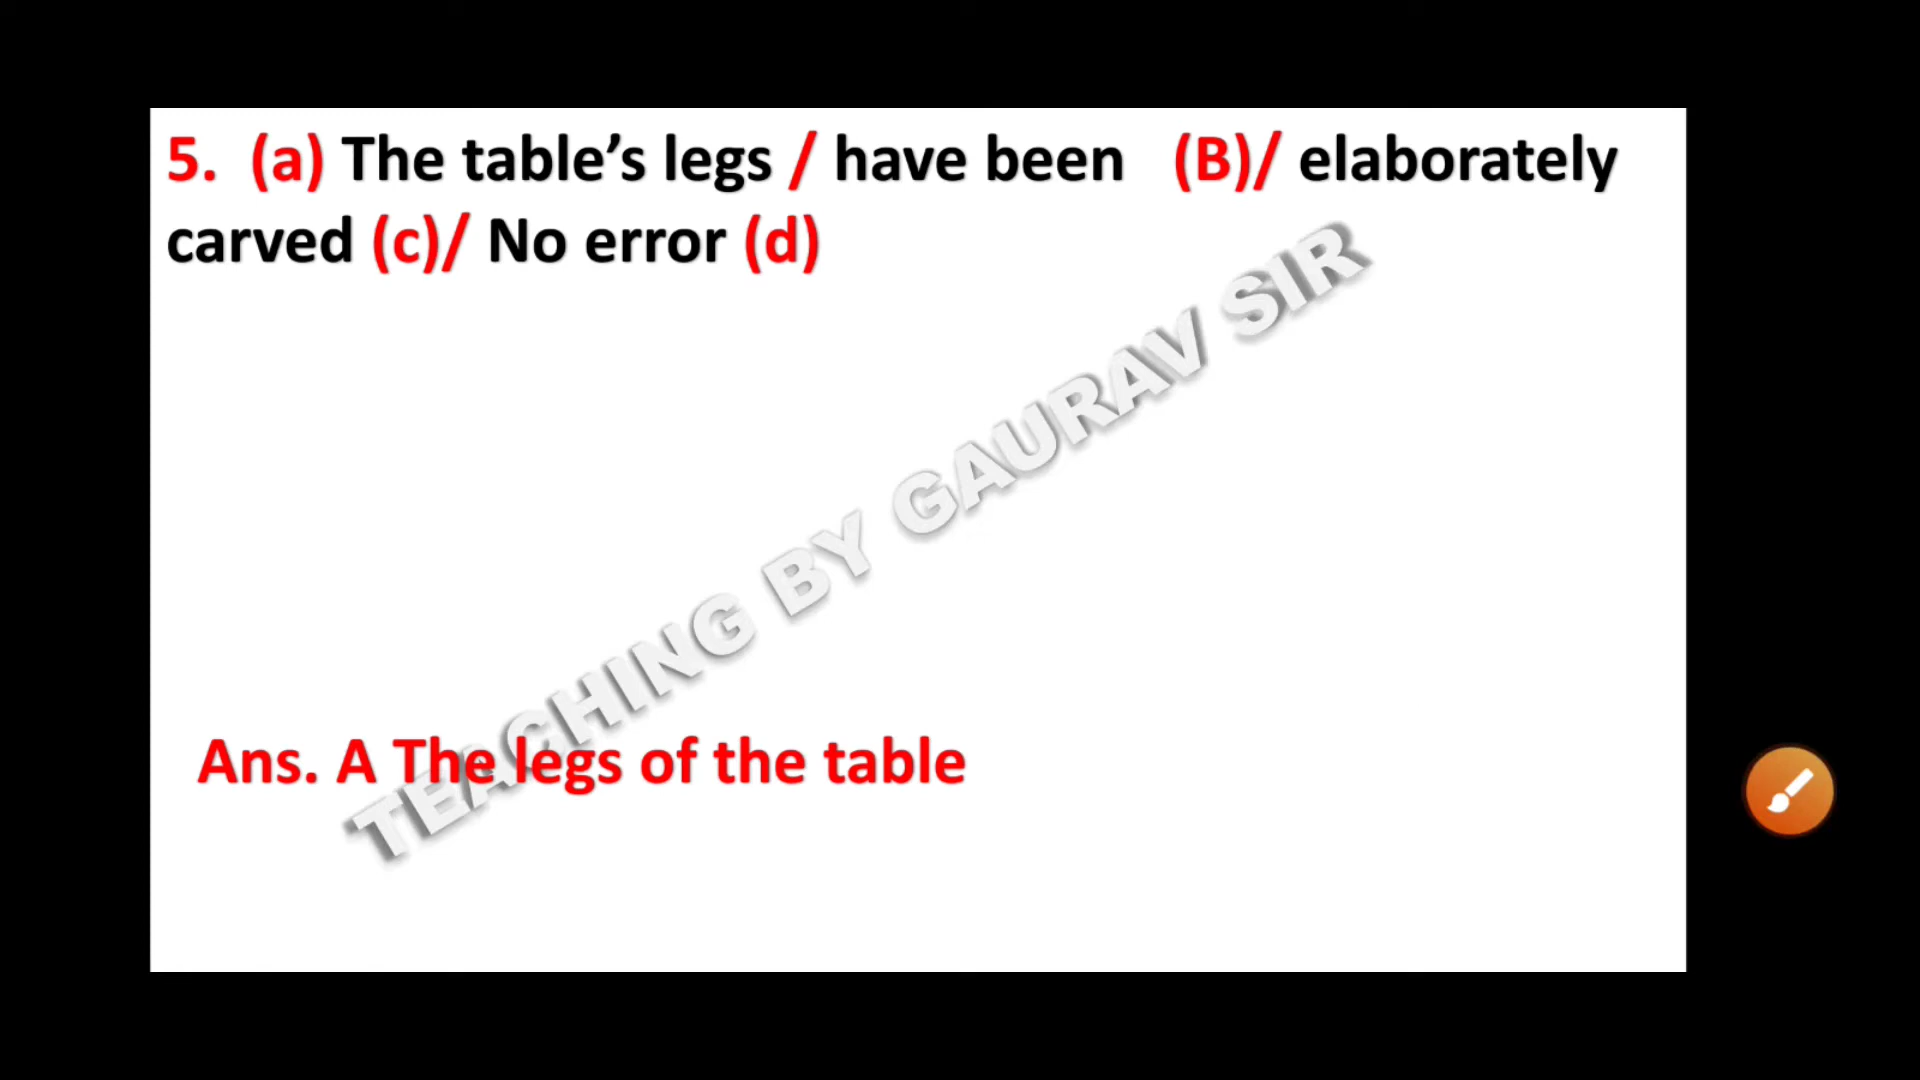 5. (a) The table’s legs / have been (B)/ elaborately
carved (c)/ No error (d)
TEACHING BY GAURAV SIR
Ans. A The legs of the table